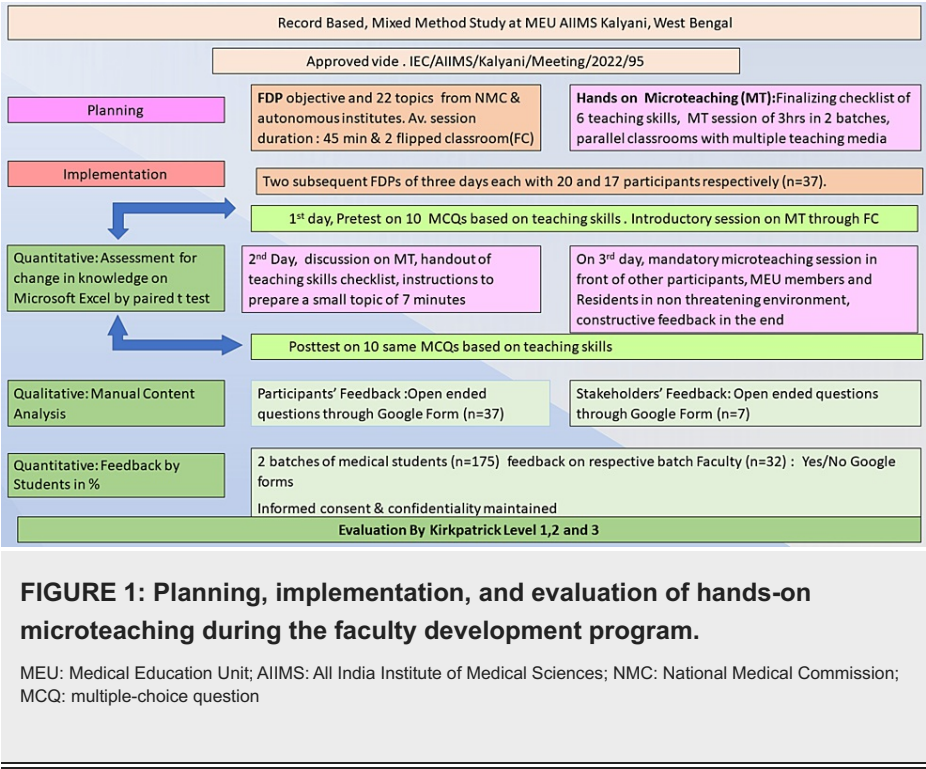 Record Based, Mixed Method Study at MEU AIIMS Kalyani, West Bengal
Approved vide . IEC/AIIMS/Kalyani/Meeting/2022/95
Planning
FDP objective and 22 topics from NMC &
autonomous institutes. Av. session
duration : 45 min & 2 flipped classroom(FC)
Hands on Microteaching (MT):Finalizing checklist of
6 teaching skills, MT session of 3hrs in 2 batches,
parallel classrooms with multiple teaching media
Implementation
Two subsequent FDPs of three days each with 20 and 17 participants respectively (n=37).
1st day, Pretest on 10 MCQs based on teaching skills . Introductory session on MT through FC
Quantitative: Assessment for
change in knowledge on
Microsoft Excel by paired t test
2nd Day, discussion on MT, handout of
teaching skills checklist, instructions to
prepare a small topic of 7 minutes
On 3rd day, mandatory microteaching session in
front of other participants, MEU members and
Residents in non threatening environment,
constructive feedback in the end
Posttest on 10 same MCQs based on teaching skills
Qualitative: Manual Content
Analysis
Participants' Feedback :Open ended
questions through Google Form (n=37)
Stakeholders' Feedback: Open ended questions
through Google Form (n=7)
Quantitative: Feedback by
Students in %
2 batches of medical students (n=175) feedback on respective batch Faculty (n=32) : Yes/No Google
forms
Informed consent & confidentiality maintained
Evaluation By Kirkpatrick Level 1,2 and 3
FIGURE 1: Planning, implementation, and evaluation of hands-on
microteaching during the faculty development program.
MEU: Medical Education Unit; AIIMS: All India Institute of Medical Sciences; NMC: National Medical Commission;
MCQ: multiple-choice question